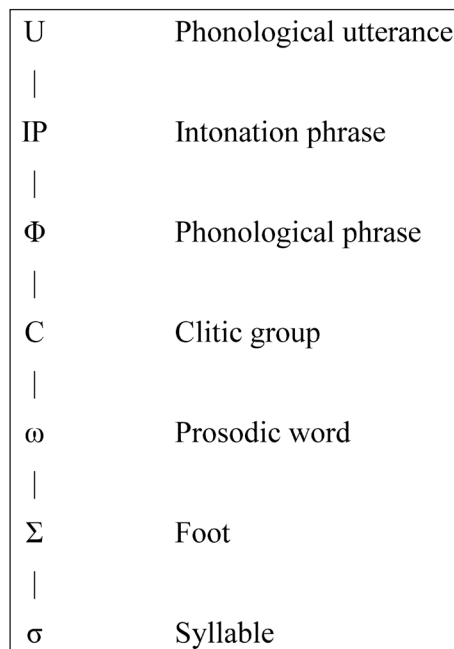 U Phonological utterance
|
IP Intonation phrase
|
Φ Phonological phrase
|
C Clitic group
|
ω Prosodic word
|
Σ Foot
|
σ Syllable